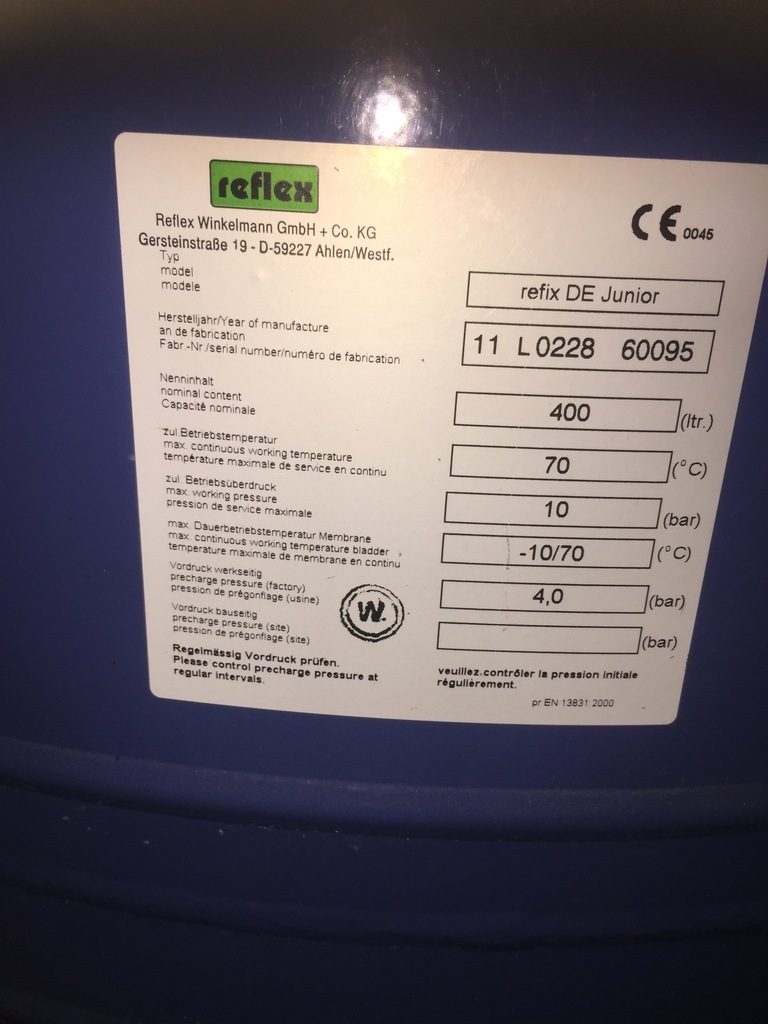 reflex
Reflex Winkelmann GmbH + Co. KG
Gersteinstraße 19 - D-59227 Ahlen/Westf.
CE 0045
Typ
model
modele
refix DE Junior
Herstelljahr/Year of manufacture
an de fabrication
Fabr.-Nr./serial number/numéro de fabrication
11 L0228 60095
Nenninhalt
nominal content
Capacité nominale
400 (ltr.)
zul.Betriebstemperatur
max. continuous working temperature
température maximale de service en continu
70 (°C)
zul. Betriebsüberdruck
max. working pressure
pression de service maximale
10 (bar)
max. Dauerbetriebstemperatur Membrane
max. continuous working temperature bladder
temperature maximale de membrane en continu
-10/70 (°C)
Vordruck werkseitig
precharge pressure (factory)
pression de prégonflage (usine)
4,0 (bar)
W.
Vordruck bauseitig
precharge pressure (site)
pression de prégonflage (site)
(bar)
Regelmässig Vordruck prüfen.
Please control precharge pressure at
regular intervals.
veuillez.contrôler la pression initiale
régulièrement.
pr EN 13831:2000